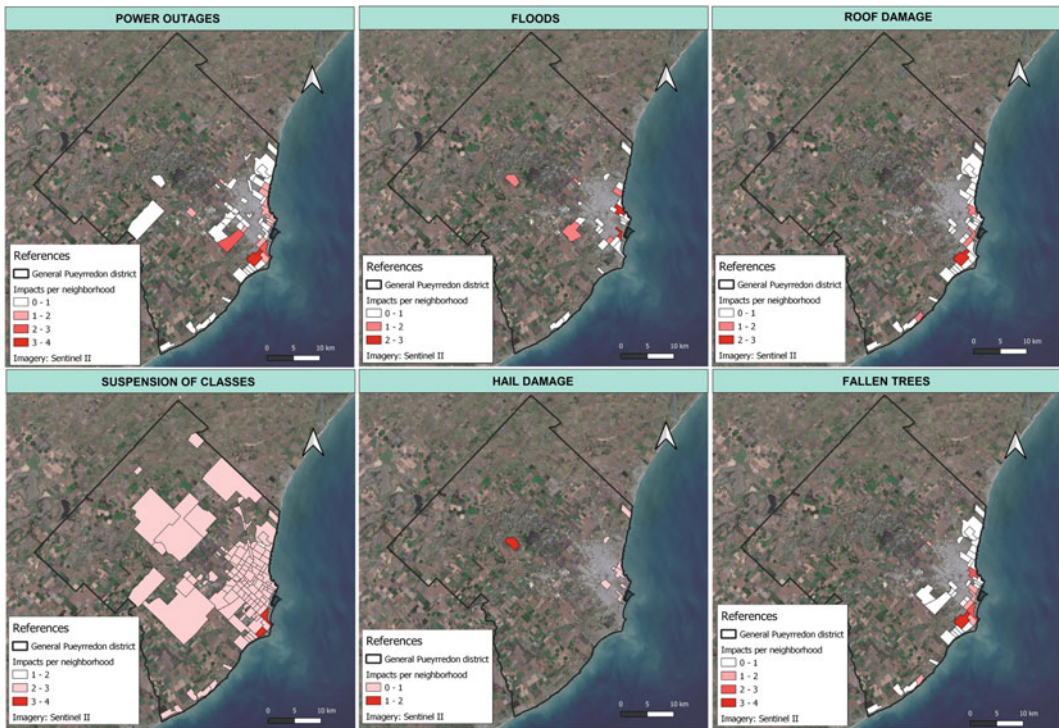 POWER OUTAGES
References
General Pueyrredon district
Impacts per neighborhood
0 - 1
1 - 2
2 - 3
3 - 4
Imagery: Sentinel II
0 5 10 km
FLOODS
References
General Pueyrredon district
Impacts per neighborhood
0 - 1
1 - 2
2 - 3
Imagery: Sentinel II
0 5 10 km
ROOF DAMAGE
References
General Pueyrredon district
Impacts per neighborhood
0 - 1
1 - 2
2 - 3
Imagery: Sentinel II
0 5 10 km
SUSPENSION OF CLASSES
References
General Pueyrredon district
Impacts per neighborhood
1 - 2
2 - 3
3 - 4
Imagery: Sentinel II
0 5 10 km
HAIL DAMAGE
References
General Pueyrredon district
Impacts per neighborhood
0 - 1
1 - 2
Imagery: Sentinel II
0 5 10 km
FALLEN TREES
References
General Pueyrredon district
Impacts per neighborhood
0 - 1
1 - 2
2 - 3
3 - 4
Imagery: Sentinel II
0 5 10 km